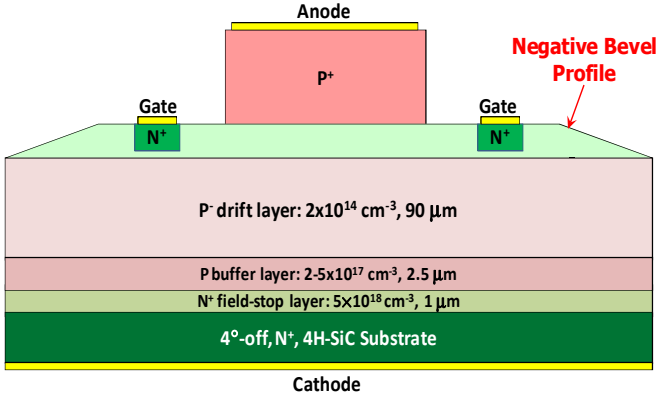 Anode
Negative Bevel
Profile
P+
Gate
Gate
N+
N+
P- drift layer: 2x10^14 cm^-3, 90 μm
P buffer layer: 2-5x10^17 cm^-3, 2.5 μm
N+ field-stop layer: 5×10^18 cm^-3, 1 μm
4°-off, N+, 4H-SiC Substrate
Cathode